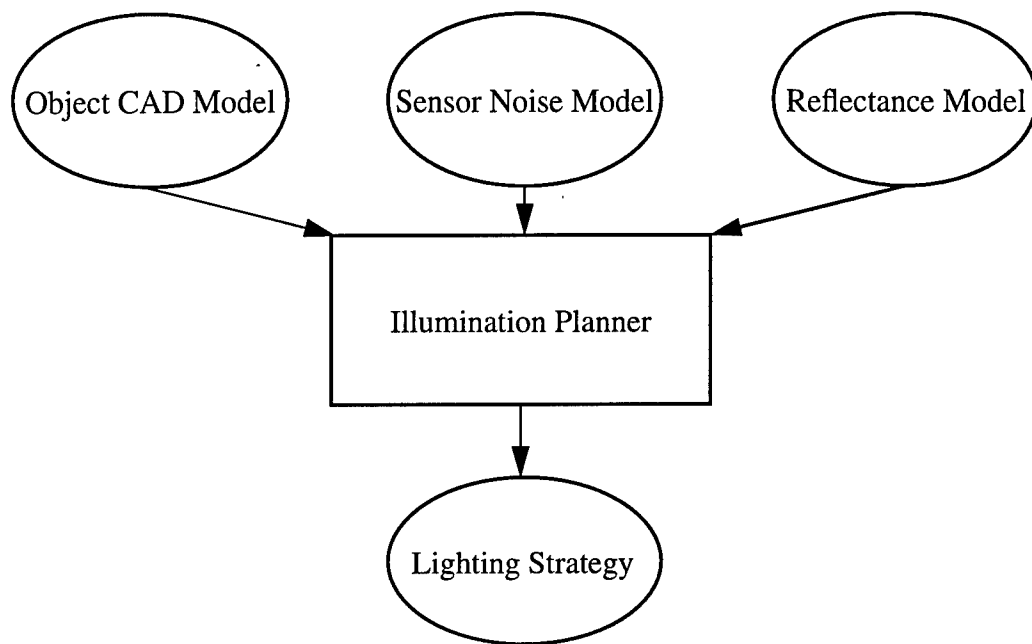 Object CAD Model
Sensor Noise Model
Reflectance Model
Illumination Planner
Lighting Strategy